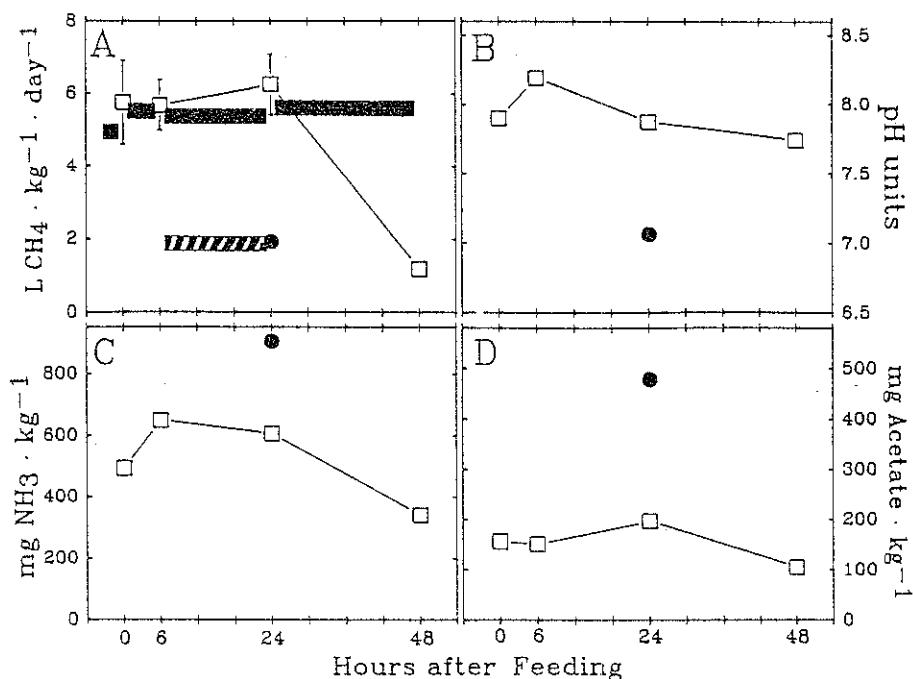 A
8
6
4
2
0
L CH4 · kg−1 · day−1
B
8.5
8.0
7.5
7.0
6.5
pH units
C
800
600
400
200
0
mg NH3 · kg−1
D
500
400
300
200
100
0
mg Acetate · kg−1
0 6 24 48
0 6 24 48
Hours after Feeding